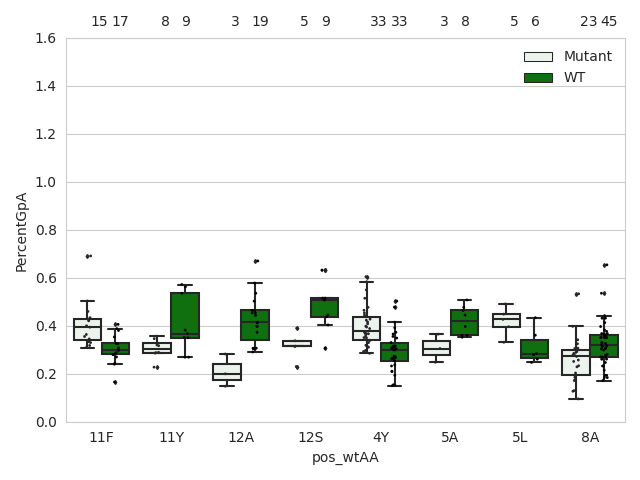 15 17 8 9 3 19 5 9 33 33 3 8 5 6 23 45
1.6
Mutant
WT
1.4
1.2
1.0
0.8
0.6
0.4
0.2
0.0
PercentGpA
11F 11Y 12A 12S 4Y 5A 5L 8A
pos_wtAA